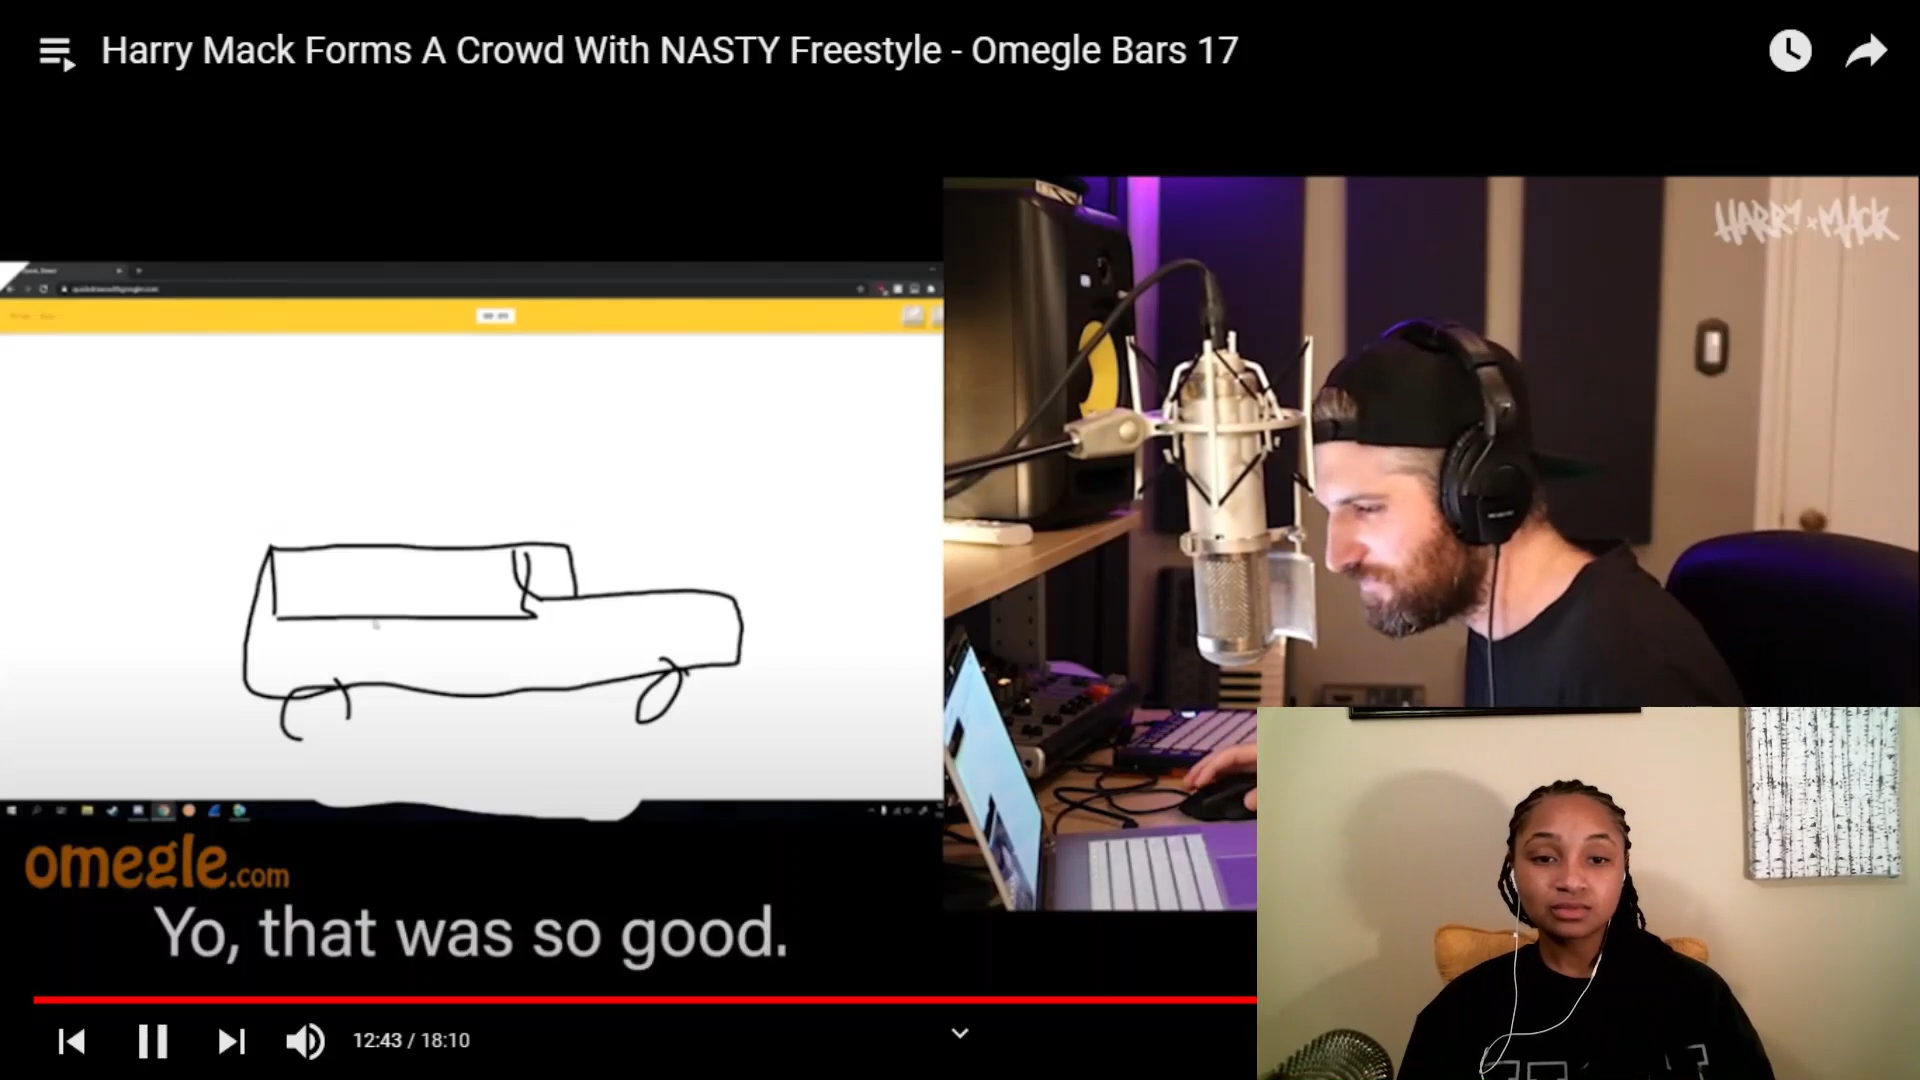 Harry Mack Forms A Crowd With NASTY Freestyle - Omegle Bars 17
HARRY MACK
omegle.com
Yo, that was so good.
12:43 / 18:10